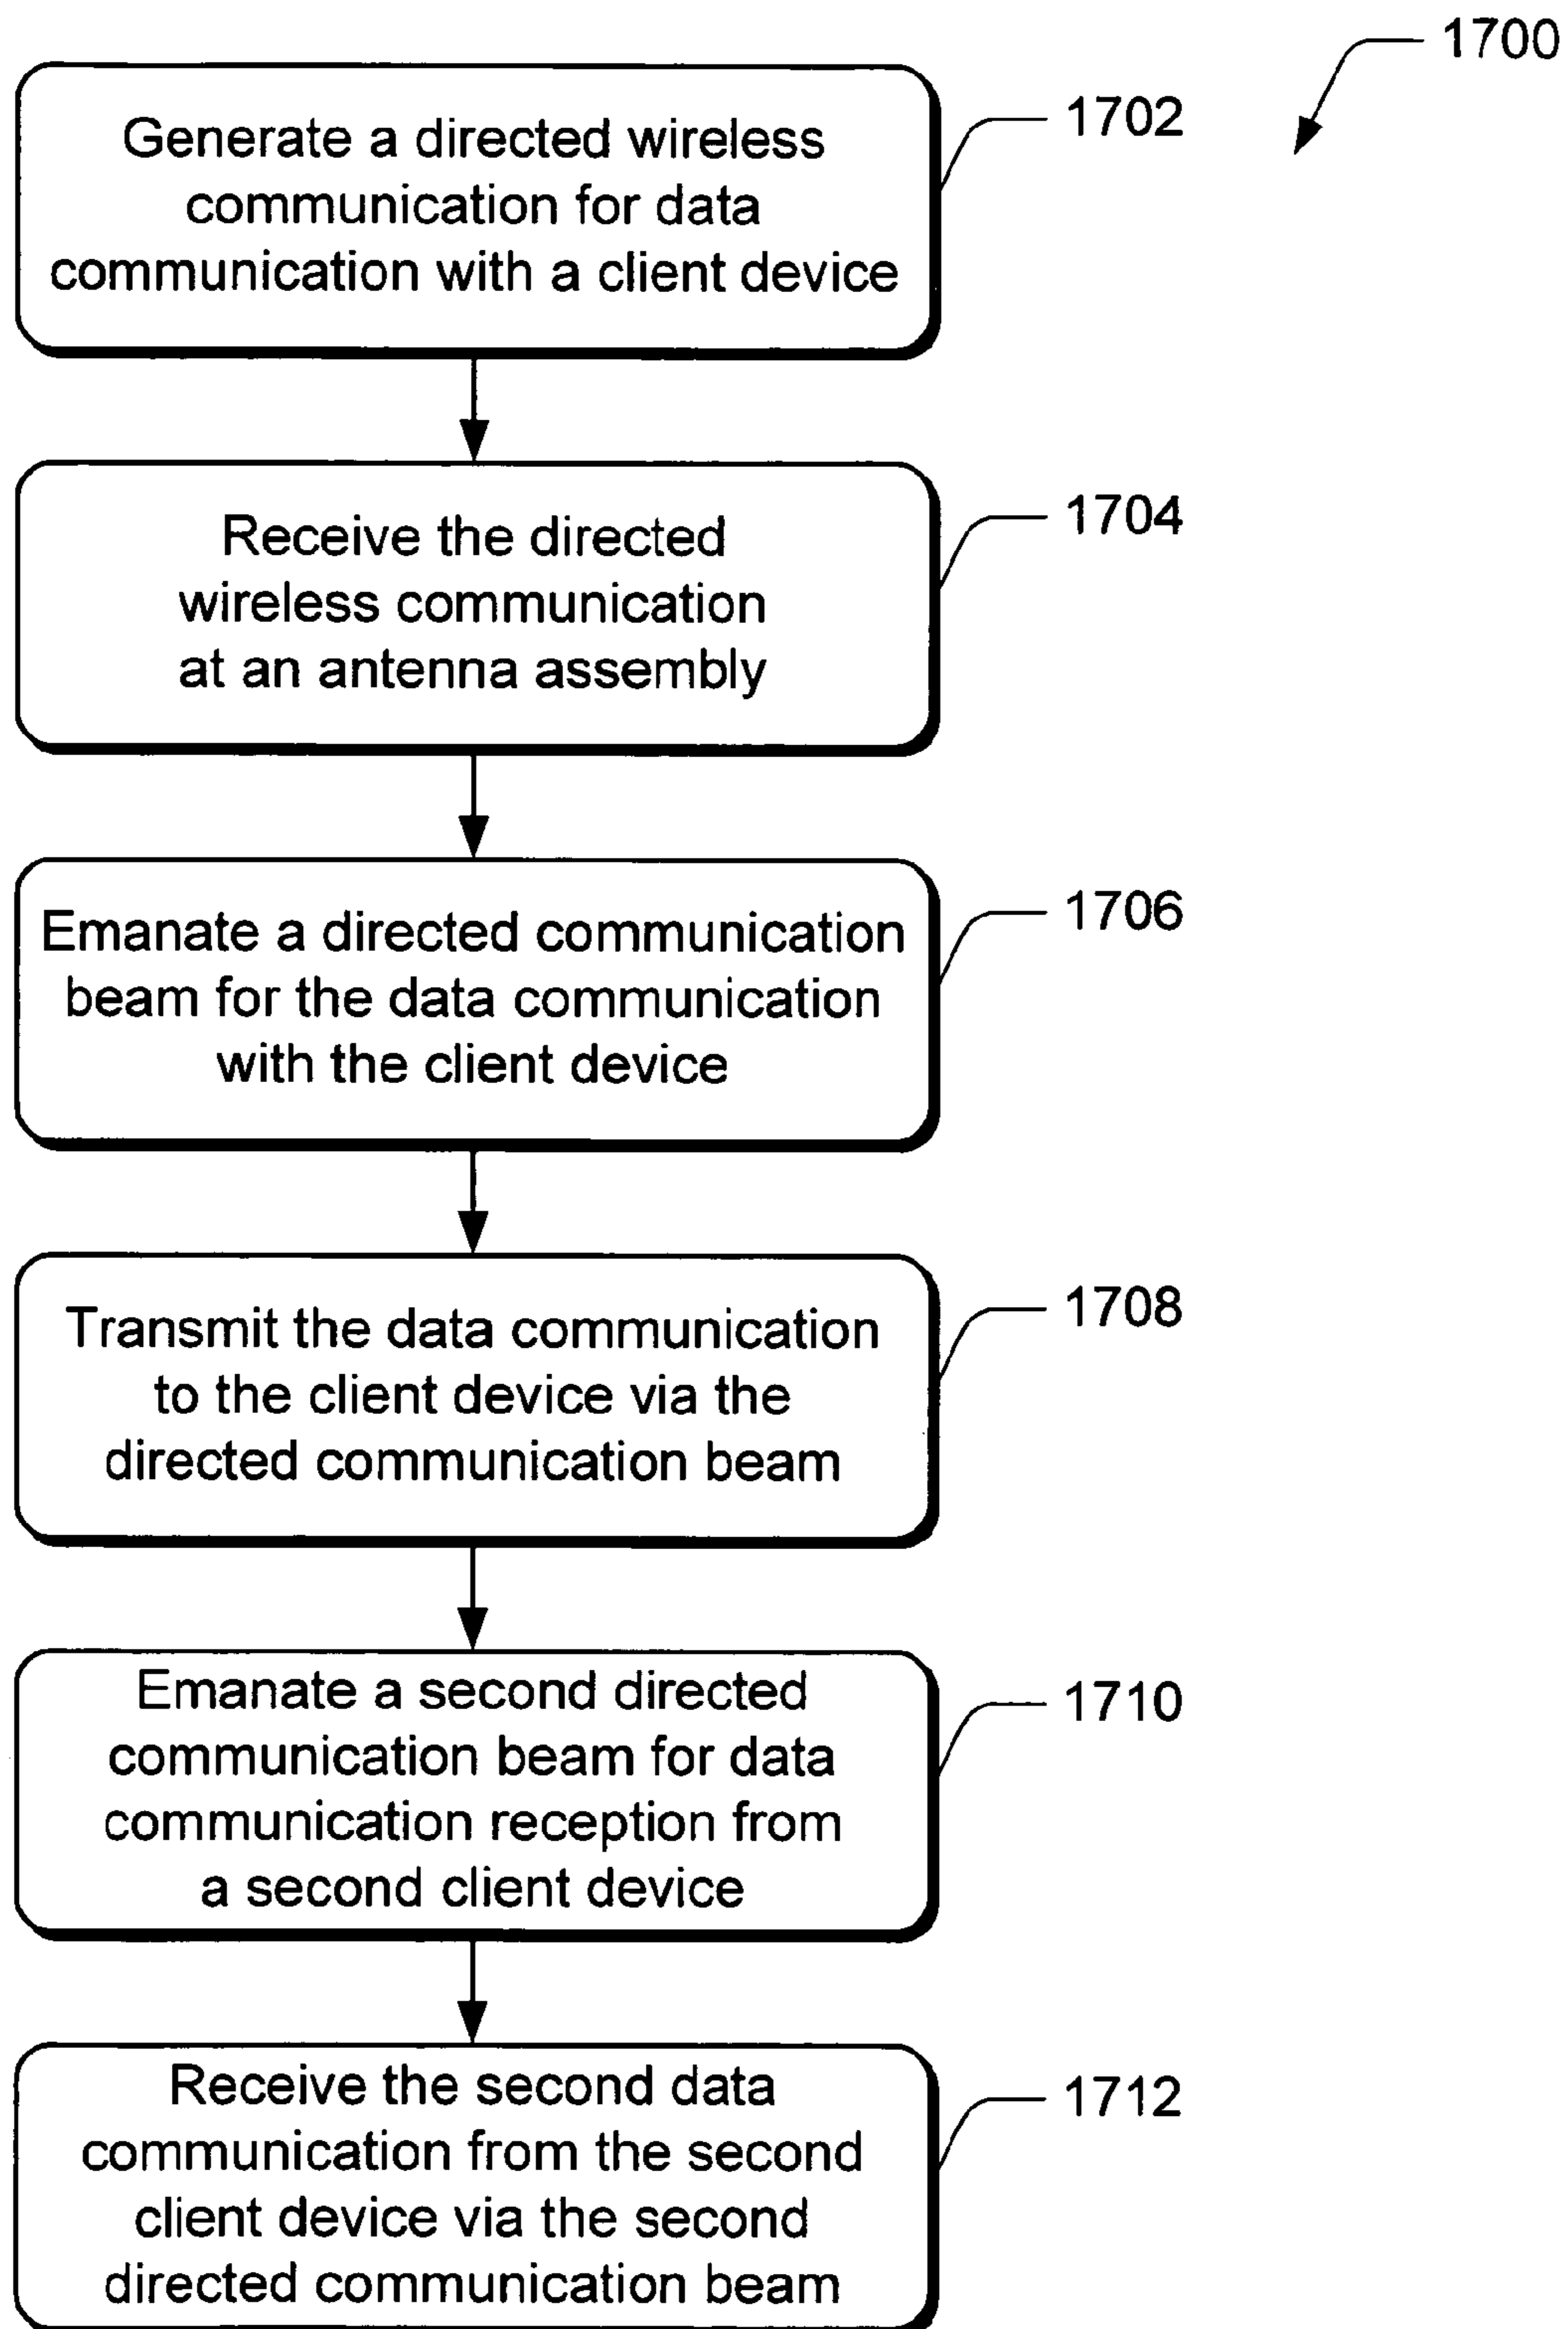 1700
1702
Generate a directed wireless
communication for data
communication with a client device
1704
Receive the directed
wireless communication
at an antenna assembly
1706
Emanate a directed communication
beam for the data communication
with the client device
1708
Transmit the data communication
to the client device via the
directed communication beam
1710
Emanate a second directed
communication beam for data
communication reception from
a second client device
1712
Receive the second data
communication from the second
client device via the second
directed communication beam